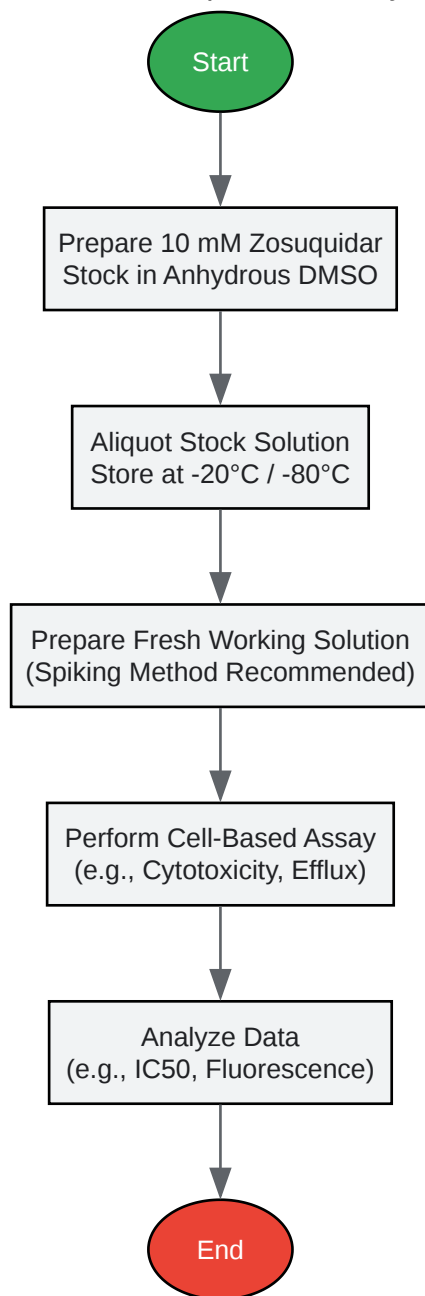 Start
Prepare 10 mM Zosuquidar
Stock in Anhydrous DMSO
Aliquot Stock Solution
Store at -20°C / -80°C
Prepare Fresh Working Solution
(Spiking Method Recommended)
Perform Cell-Based Assay
(e.g., Cytotoxicity, Efflux)
Analyze Data
(e.g., IC50, Fluorescence)
End